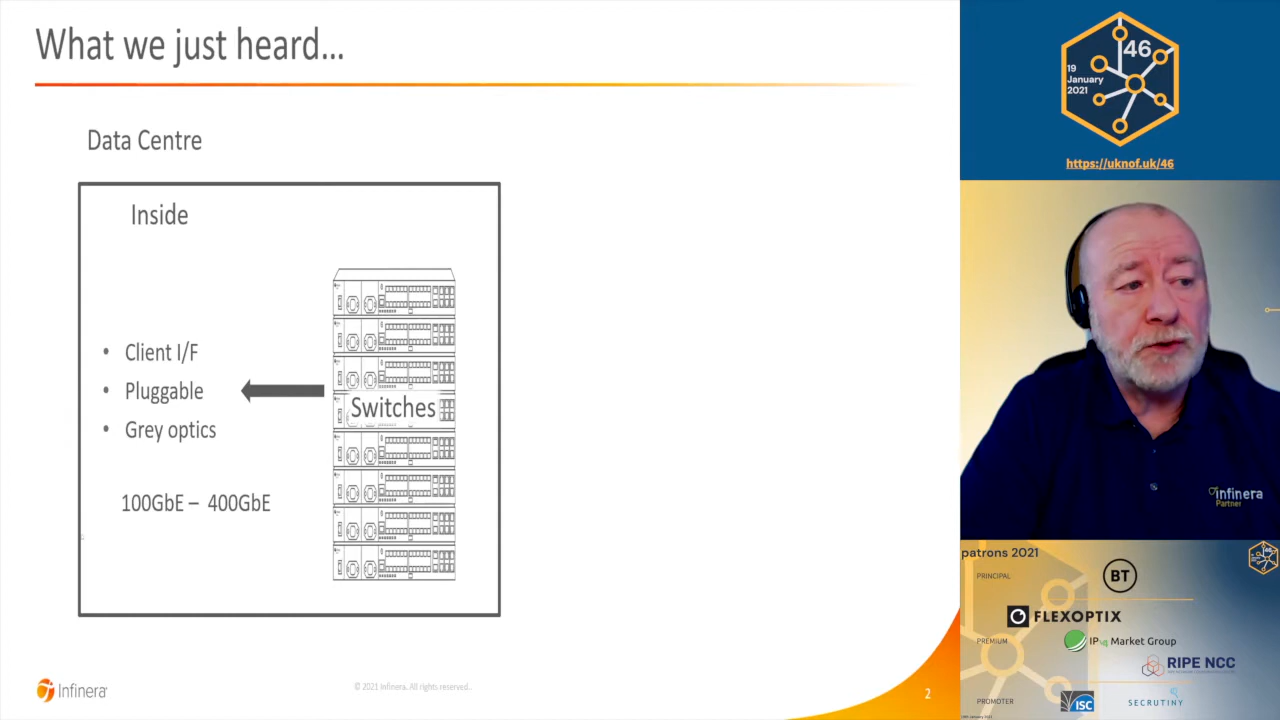 What we just heard...
Data Centre
Inside
• Client I/F
• Pluggable
• Grey optics
100GbE – 400GbE
Switches
Infinera
© 2021 Infinera. All rights reserved.
2
46
19
January
2021
https://uknof.uk/46
infinera
Partner
patrons 2021
PRINCIPAL
BT
FLEXOPTIX
PREMIUM
IPv4 Market Group
RIPE NCC
PROMOTER
ISC
SECRUTINY